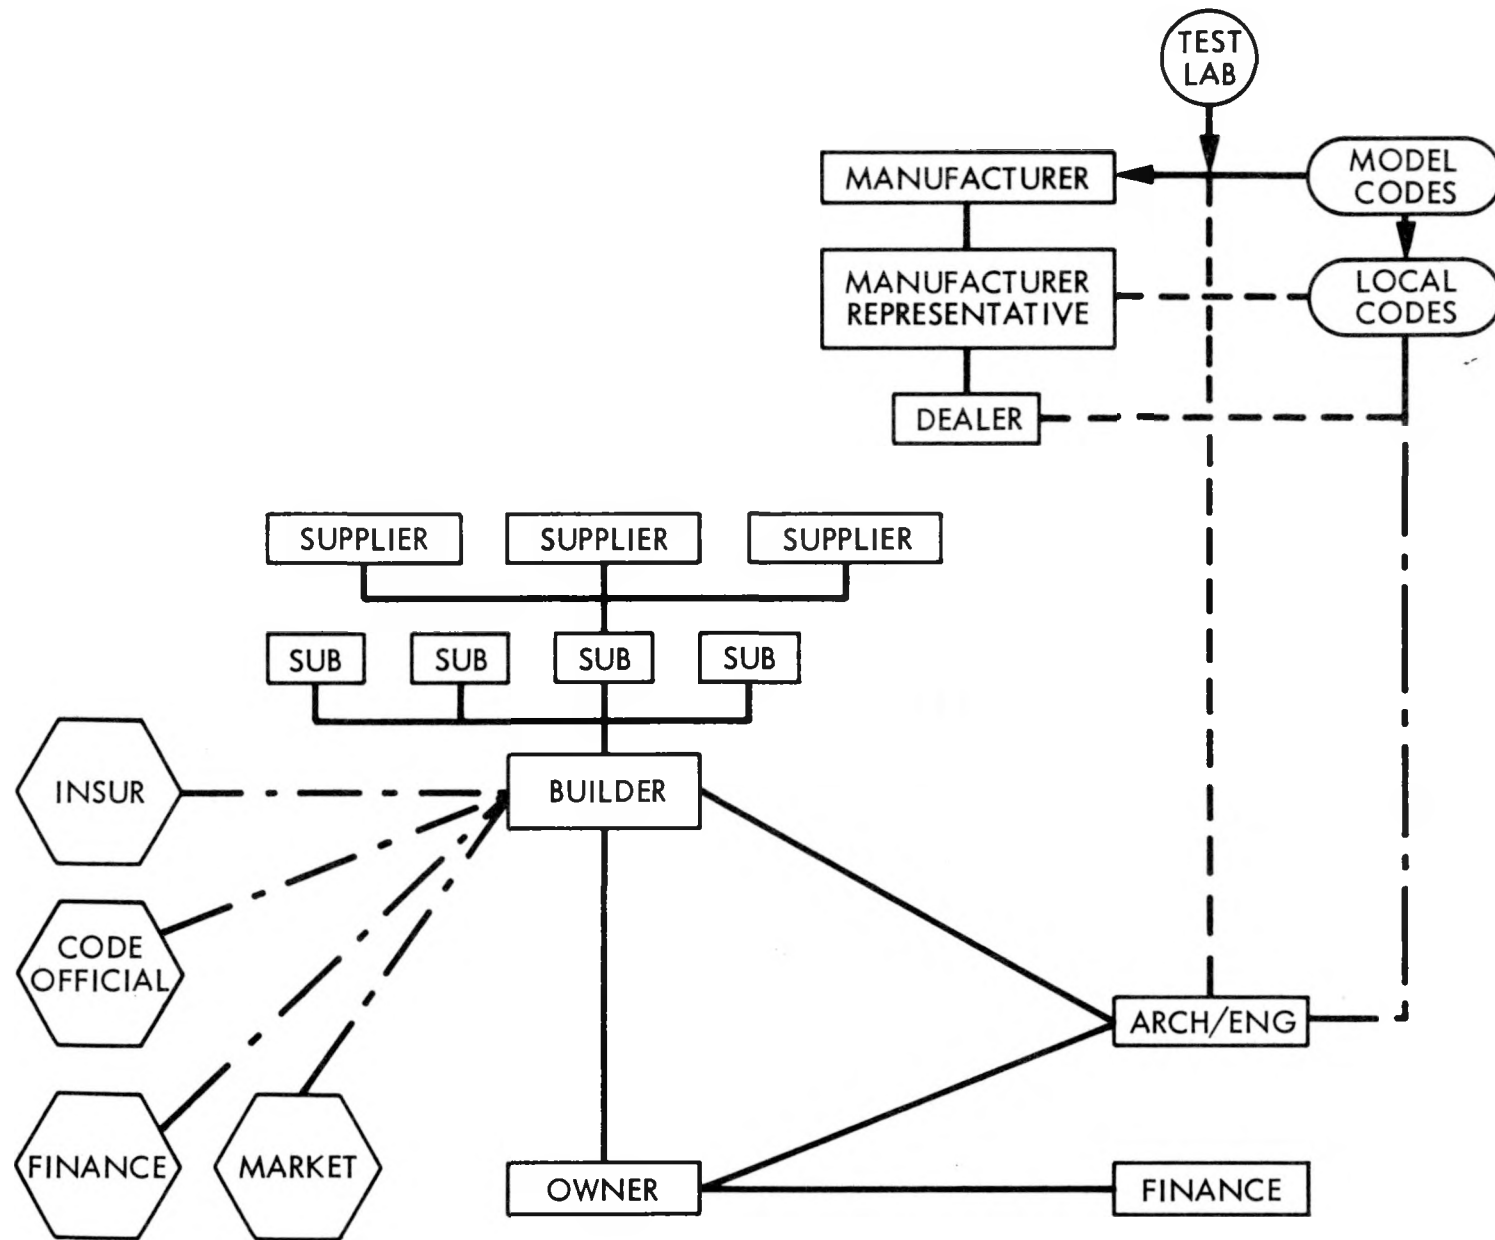 TEST
LAB
MANUFACTURER
MODEL
CODES
MANUFACTURER
REPRESENTATIVE
LOCAL
CODES
DEALER
SUPPLIER
SUPPLIER
SUPPLIER
SUB
SUB
SUB
SUB
INSUR
BUILDER
CODE
OFFICIAL
ARCH/ENG
FINANCE
MARKET
OWNER
FINANCE